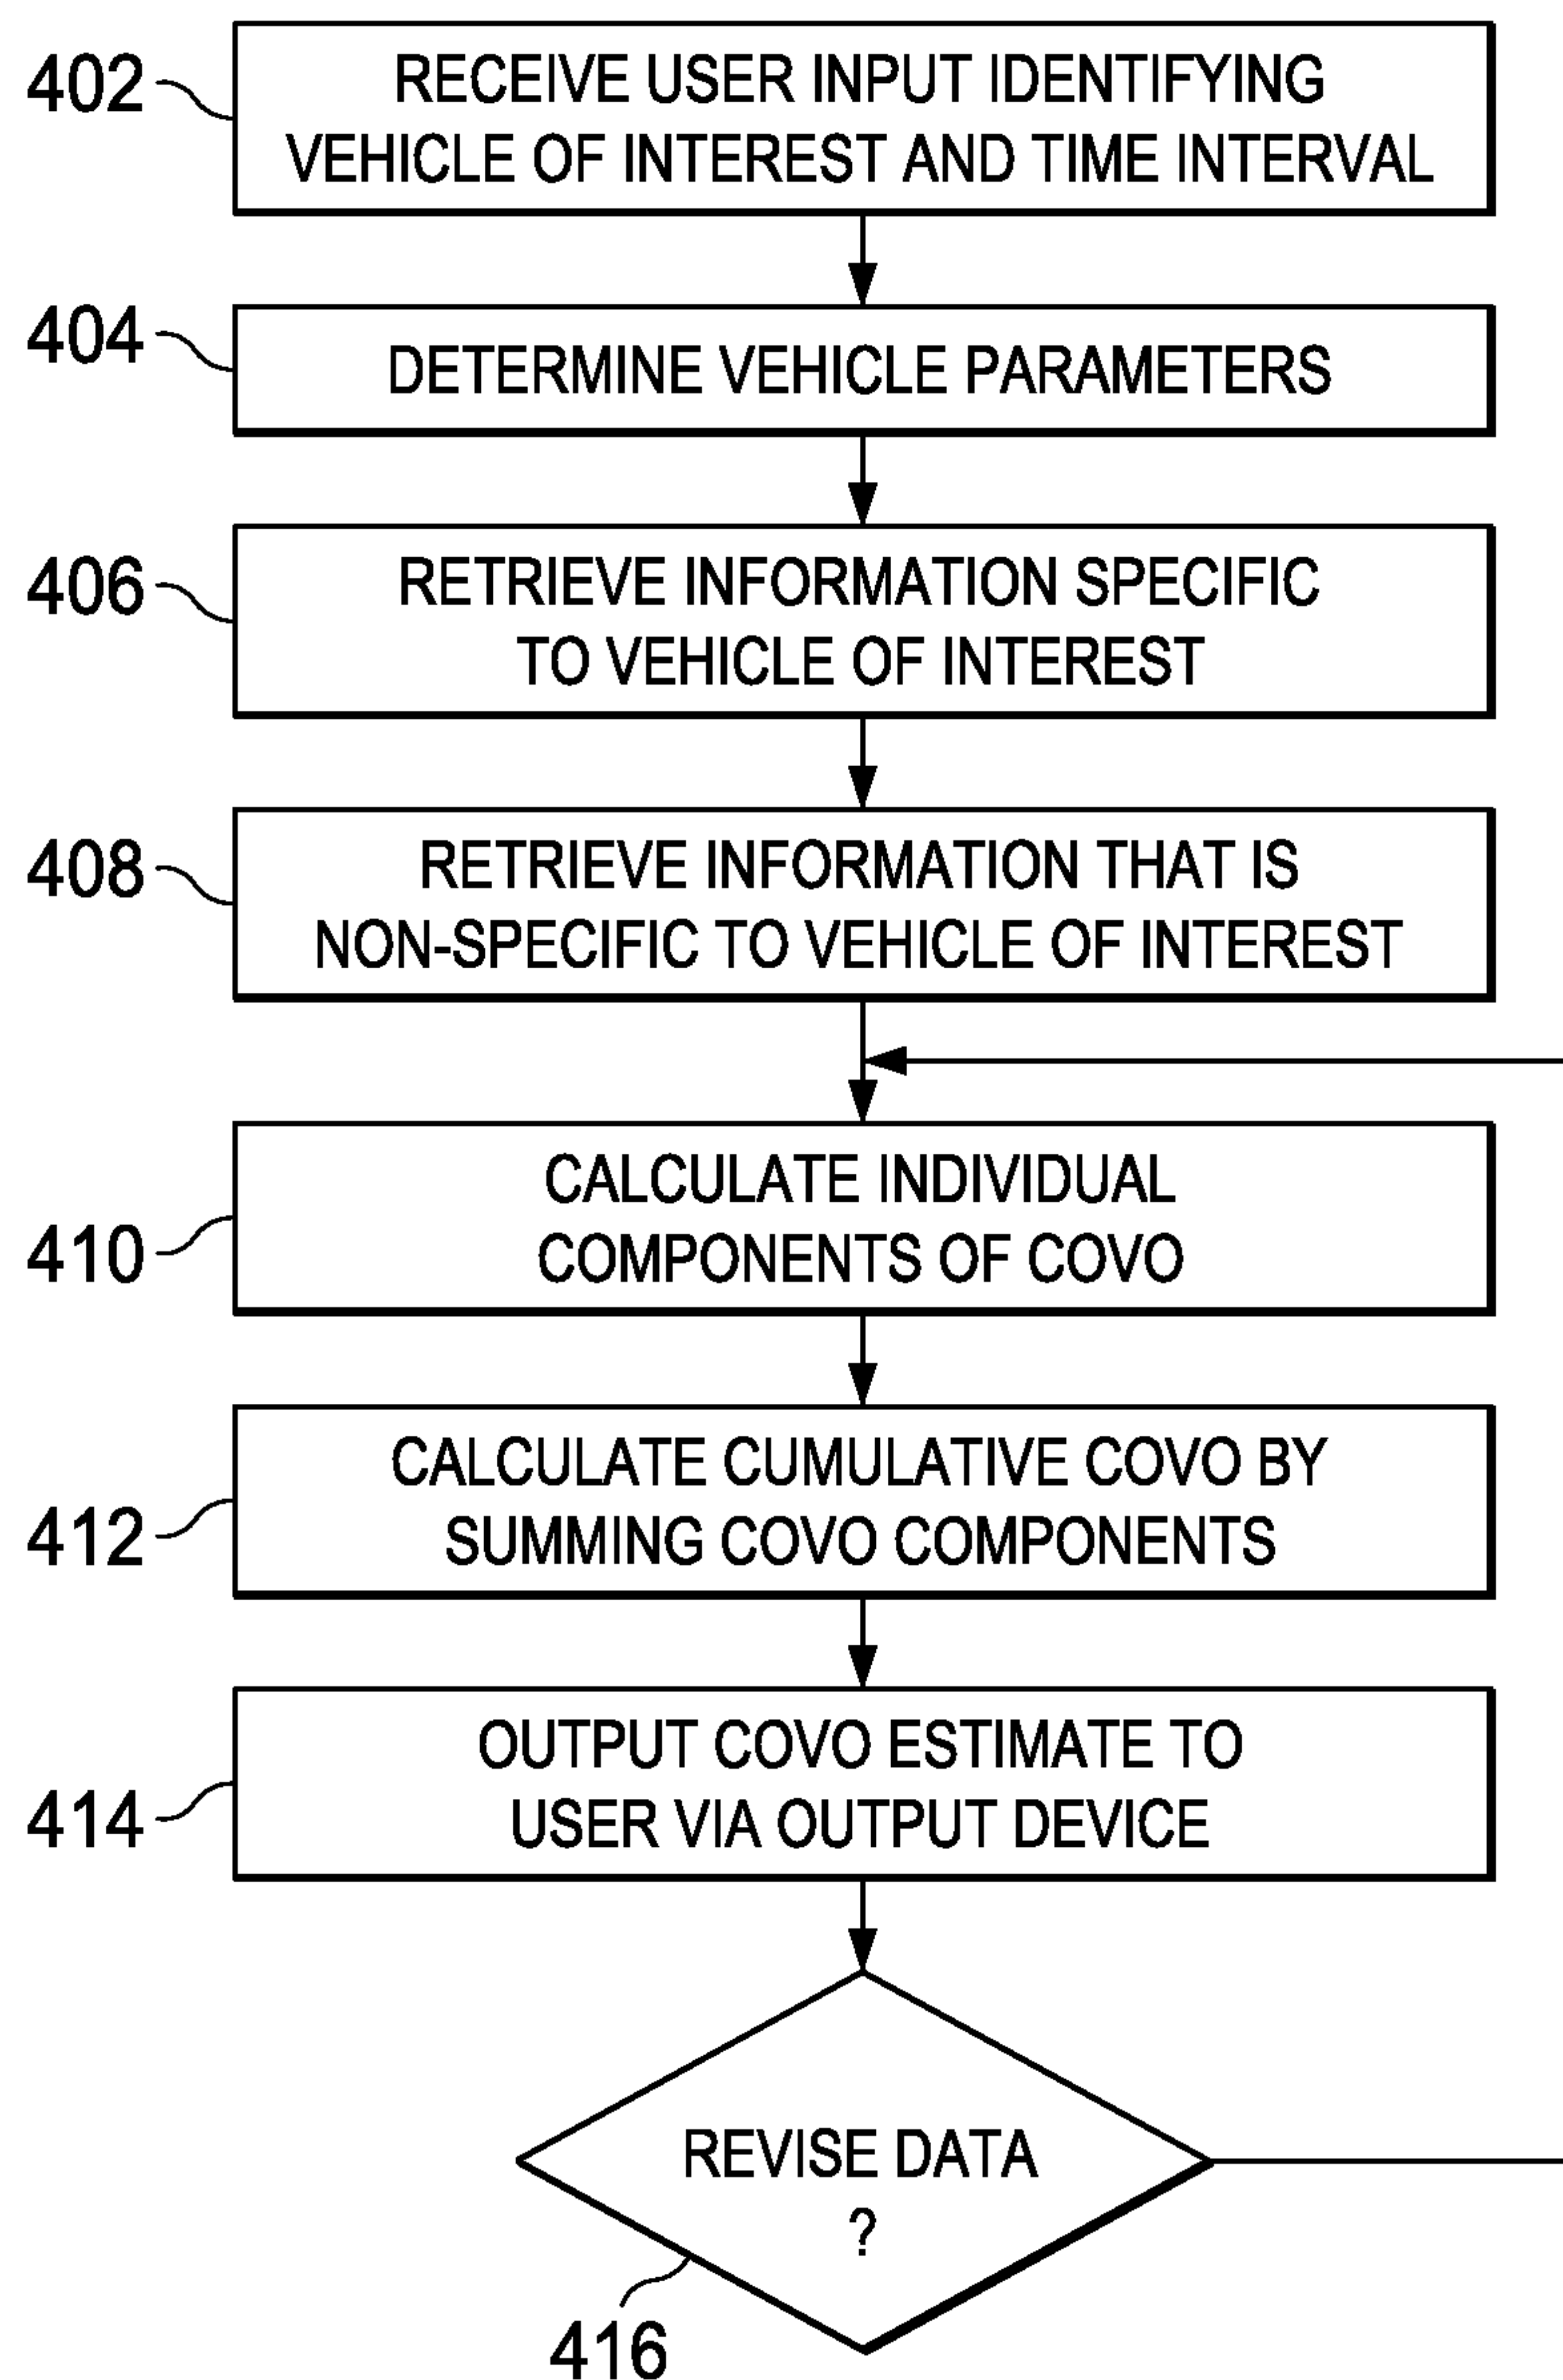 402
RECEIVE USER INPUT IDENTIFYING
VEHICLE OF INTEREST AND TIME INTERVAL
404
DETERMINE VEHICLE PARAMETERS
406
RETRIEVE INFORMATION SPECIFIC
TO VEHICLE OF INTEREST
408
RETRIEVE INFORMATION THAT IS
NON-SPECIFIC TO VEHICLE OF INTEREST
410
CALCULATE INDIVIDUAL
COMPONENTS OF COVO
412
CALCULATE CUMULATIVE COVO BY
SUMMING COVO COMPONENTS
414
OUTPUT COVO ESTIMATE TO
USER VIA OUTPUT DEVICE
REVISE DATA
?
416